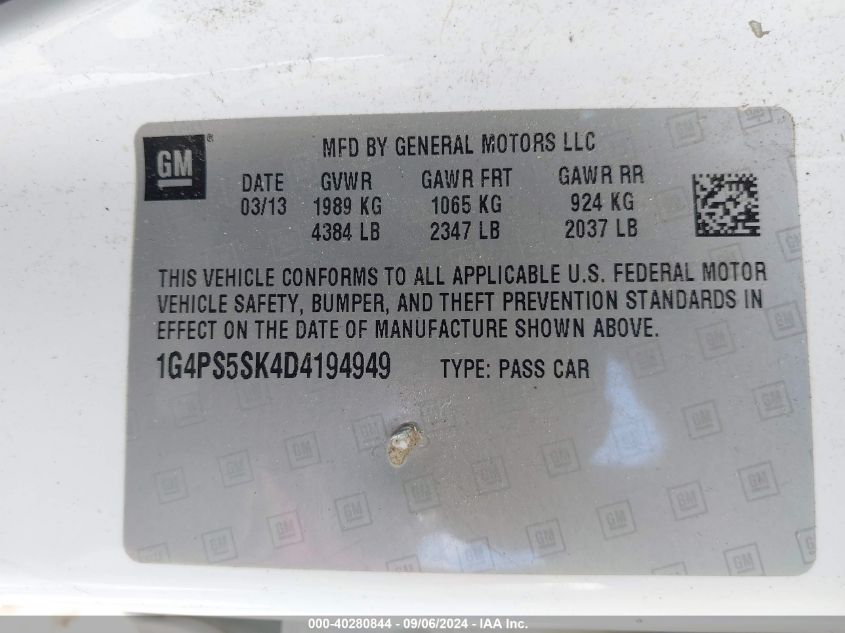 GM ®
MFD BY GENERAL MOTORS LLC
DATE GVWR GAWR FRT GAWR RR
03/13 1989 KG 1065 KG 924 KG
4384 LB 2347 LB 2037 LB
THIS VEHICLE CONFORMS TO ALL APPLICABLE U.S. FEDERAL MOTOR
VEHICLE SAFETY, BUMPER, AND THEFT PREVENTION STANDARDS IN
EFFECT ON THE DATE OF MANUFACTURE SHOWN ABOVE.
1G4PS5SK4D4194949 TYPE: PASS CAR
000-40280844 - 09/06/2024 - IAA Inc.